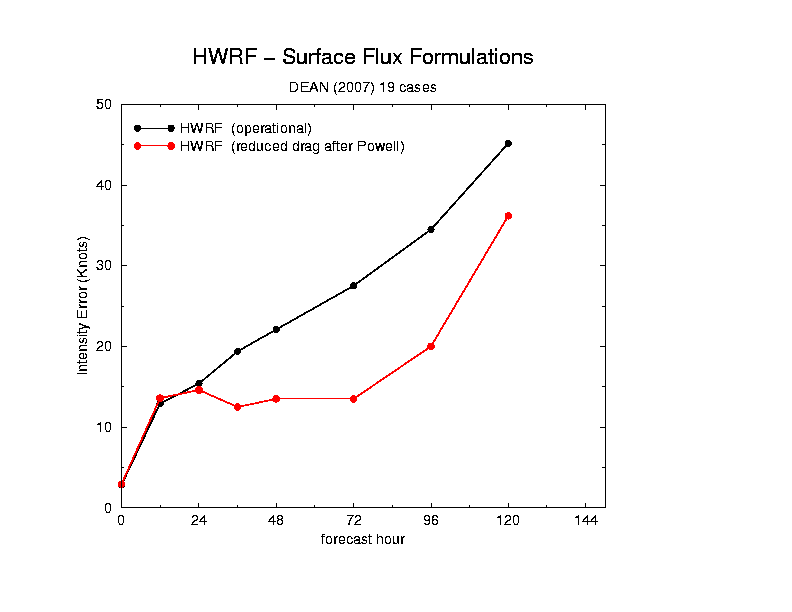 HWRF − Surface Flux Formulations
DEAN (2007) 19 cases
HWRF (operational)
HWRF (reduced drag after Powell)
Intensity Error (Knots)
50
40
30
20
10
0
0 24 48 72 96 120 144
forecast hour